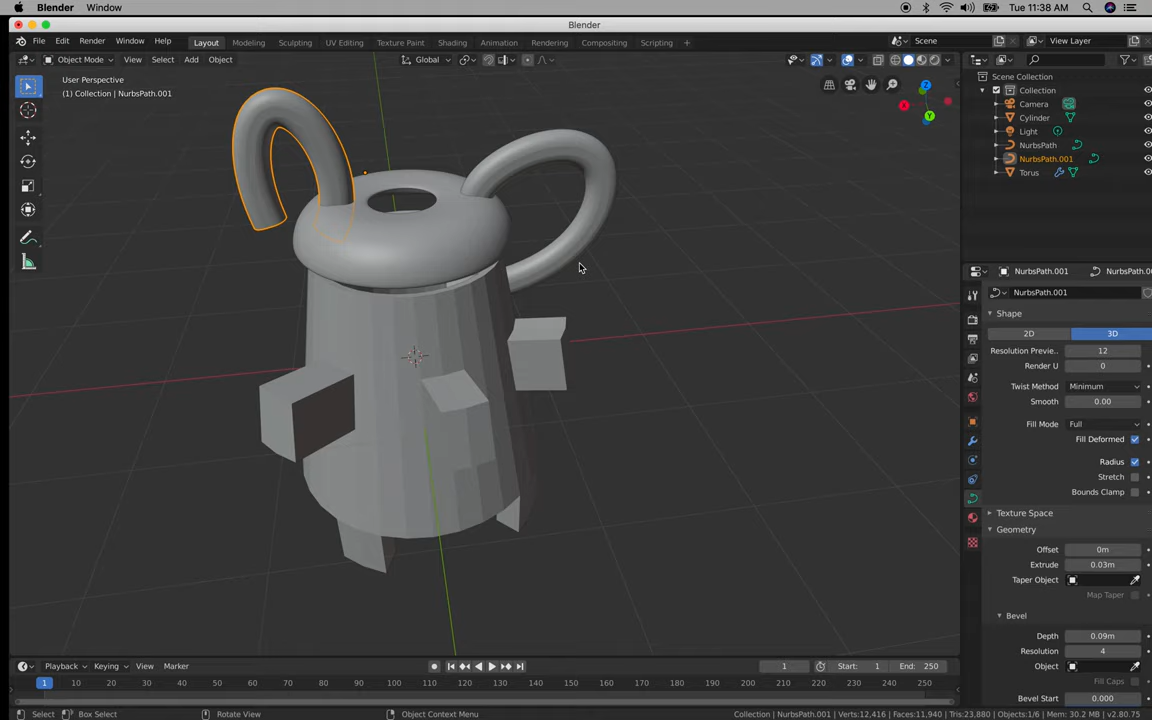 Blender Window Tue 11:38 AM
Blender
File Edit Render Window Help Layout Modeling Sculpting UV Editing Texture Paint Shading Animation Rendering Compositing Scripting + Scene View Layer
Object Mode View Select Add Object Global
User Perspective
(1) Collection | NurbsPath.001
X
Y
Z
Scene Collection
Collection
Camera
Cylinder
Light
NurbsPath
NurbsPath.001
Torus
NurbsPath.001 NurbsPath.0
NurbsPath.001
Shape
2D 3D
Resolution Previe.. 12
Render U 0
Twist Method Minimum
Smooth 0.00
Fill Mode Full
Fill Deformed
Radius
Stretch
Bounds Clamp
Texture Space
Geometry
Offset 0m
Extrude 0.03m
Taper Object
Map Taper
Bevel
Depth 0.09m
Resolution 4
Object
Fill Caps
Bevel Start 0.000
Playback Keying View Marker 1 Start: 1 End: 250
1 10 20 30 40 50 60 70 80 90 100 110 120 130 140 150 160 170 180 190 200 210 220 230 240 250
Select Box Select Rotate View Object Context Menu Collection | NurbsPath.001 | Verts:12,416 | Faces:11,940 | Tris:23,880 | Objects:1/6 | Mem: 30.2 MB | v2.80.75